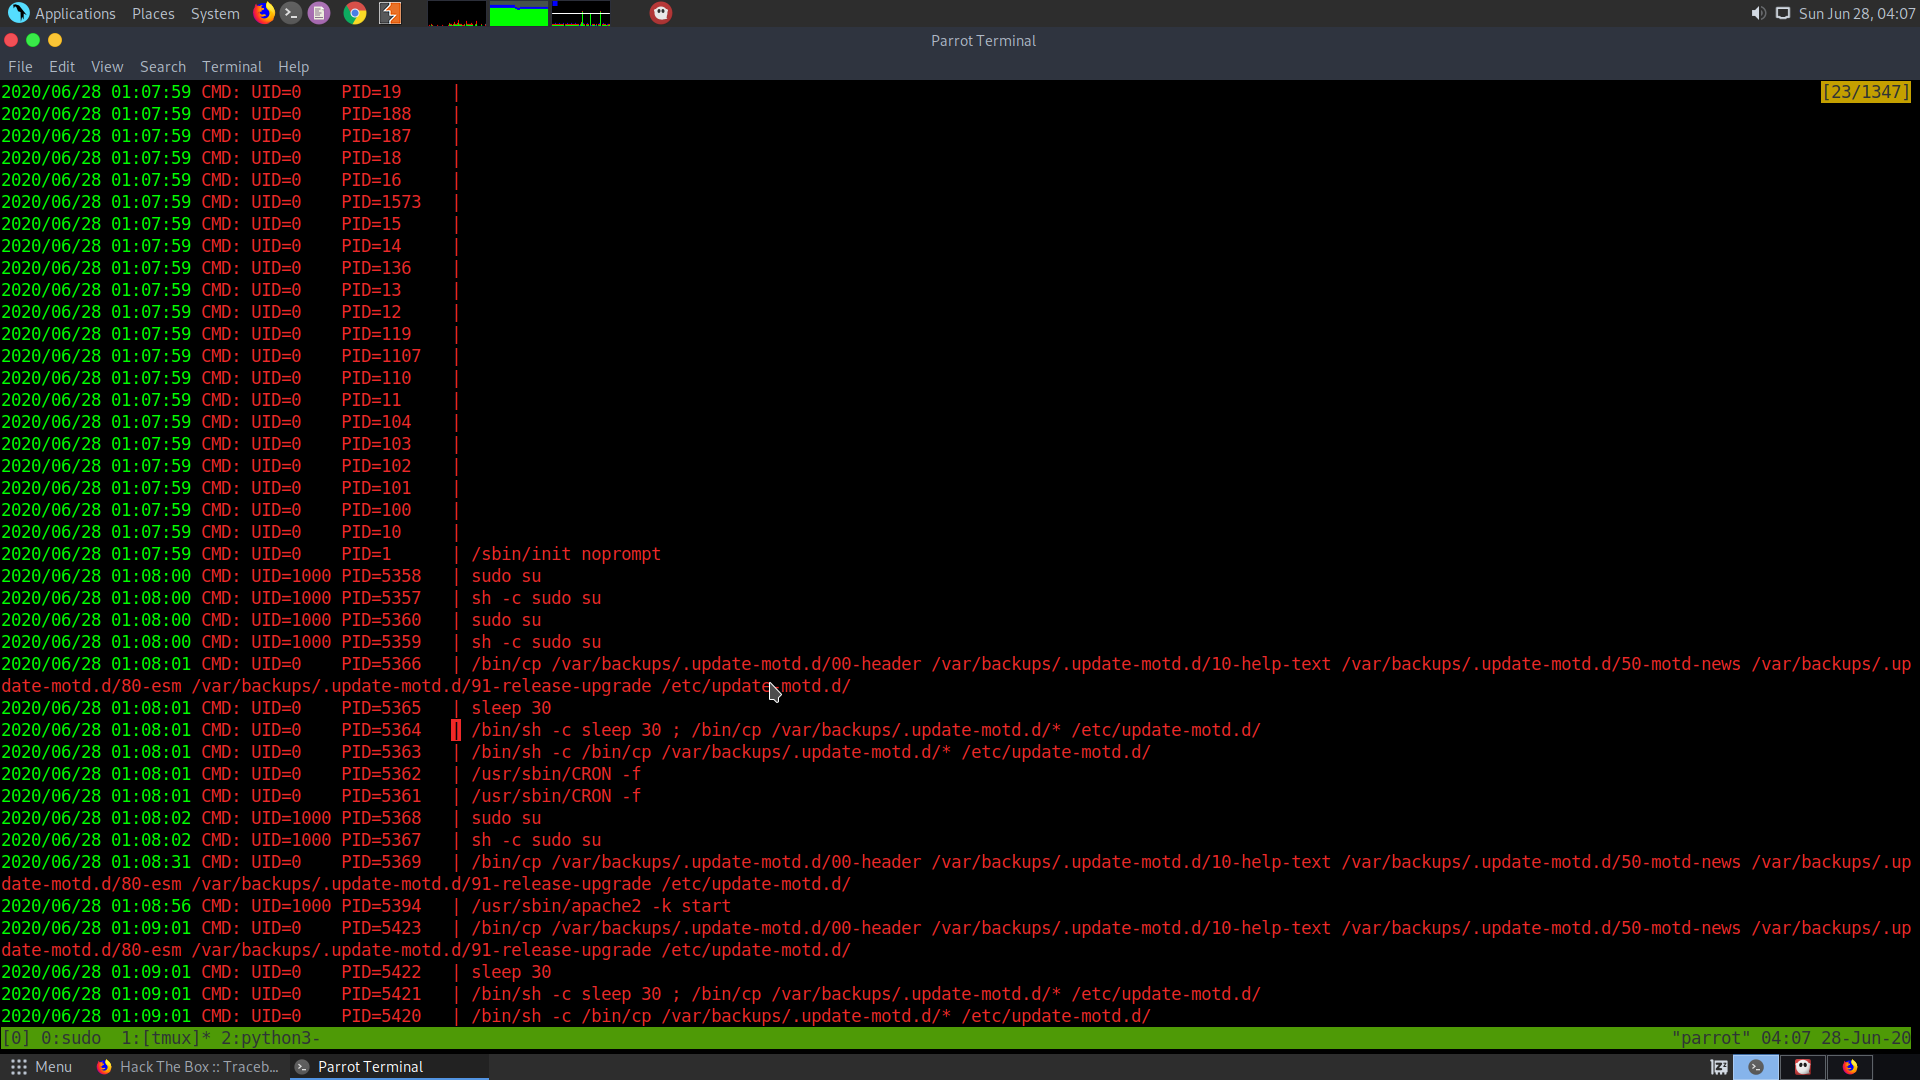 Applications Places System Sun Jun 28, 04:07
Parrot Terminal
File Edit View Search Terminal Help
2020/06/28 01:07:59 CMD: UID=0    PID=19     | [23/1347]
2020/06/28 01:07:59 CMD: UID=0    PID=188    |
2020/06/28 01:07:59 CMD: UID=0    PID=187    |
2020/06/28 01:07:59 CMD: UID=0    PID=18     |
2020/06/28 01:07:59 CMD: UID=0    PID=16     |
2020/06/28 01:07:59 CMD: UID=0    PID=1573   |
2020/06/28 01:07:59 CMD: UID=0    PID=15     |
2020/06/28 01:07:59 CMD: UID=0    PID=14     |
2020/06/28 01:07:59 CMD: UID=0    PID=136    |
2020/06/28 01:07:59 CMD: UID=0    PID=13     |
2020/06/28 01:07:59 CMD: UID=0    PID=12     |
2020/06/28 01:07:59 CMD: UID=0    PID=119    |
2020/06/28 01:07:59 CMD: UID=0    PID=1107   |
2020/06/28 01:07:59 CMD: UID=0    PID=110    |
2020/06/28 01:07:59 CMD: UID=0    PID=11     |
2020/06/28 01:07:59 CMD: UID=0    PID=104    |
2020/06/28 01:07:59 CMD: UID=0    PID=103    |
2020/06/28 01:07:59 CMD: UID=0    PID=102    |
2020/06/28 01:07:59 CMD: UID=0    PID=101    |
2020/06/28 01:07:59 CMD: UID=0    PID=100    |
2020/06/28 01:07:59 CMD: UID=0    PID=10     |
2020/06/28 01:07:59 CMD: UID=0    PID=1      | /sbin/init noprompt
2020/06/28 01:08:00 CMD: UID=1000 PID=5358   | sudo su
2020/06/28 01:08:00 CMD: UID=1000 PID=5357   | sh -c sudo su
2020/06/28 01:08:00 CMD: UID=1000 PID=5360   | sudo su
2020/06/28 01:08:00 CMD: UID=1000 PID=5359   | sh -c sudo su
2020/06/28 01:08:01 CMD: UID=0    PID=5366   | /bin/cp /var/backups/.update-motd.d/00-header /var/backups/.update-motd.d/10-help-text /var/backups/.update-motd.d/50-motd-news /var/backups/.up
date-motd.d/80-esm /var/backups/.update-motd.d/91-release-upgrade /etc/update-motd.d/
2020/06/28 01:08:01 CMD: UID=0    PID=5365   | sleep 30
2020/06/28 01:08:01 CMD: UID=0    PID=5364   | /bin/sh -c sleep 30 ; /bin/cp /var/backups/.update-motd.d/* /etc/update-motd.d/
2020/06/28 01:08:01 CMD: UID=0    PID=5363   | /bin/sh -c /bin/cp /var/backups/.update-motd.d/* /etc/update-motd.d/
2020/06/28 01:08:01 CMD: UID=0    PID=5362   | /usr/sbin/CRON -f
2020/06/28 01:08:01 CMD: UID=0    PID=5361   | /usr/sbin/CRON -f
2020/06/28 01:08:02 CMD: UID=1000 PID=5368   | sudo su
2020/06/28 01:08:02 CMD: UID=1000 PID=5367   | sh -c sudo su
2020/06/28 01:08:31 CMD: UID=0    PID=5369   | /bin/cp /var/backups/.update-motd.d/00-header /var/backups/.update-motd.d/10-help-text /var/backups/.update-motd.d/50-motd-news /var/backups/.up
date-motd.d/80-esm /var/backups/.update-motd.d/91-release-upgrade /etc/update-motd.d/
2020/06/28 01:08:56 CMD: UID=1000 PID=5394   | /usr/sbin/apache2 -k start
2020/06/28 01:09:01 CMD: UID=0    PID=5423   | /bin/cp /var/backups/.update-motd.d/00-header /var/backups/.update-motd.d/10-help-text /var/backups/.update-motd.d/50-motd-news /var/backups/.up
date-motd.d/80-esm /var/backups/.update-motd.d/91-release-upgrade /etc/update-motd.d/
2020/06/28 01:09:01 CMD: UID=0    PID=5422   | sleep 30
2020/06/28 01:09:01 CMD: UID=0    PID=5421   | /bin/sh -c sleep 30 ; /bin/cp /var/backups/.update-motd.d/* /etc/update-motd.d/
2020/06/28 01:09:01 CMD: UID=0    PID=5420   | /bin/sh -c /bin/cp /var/backups/.update-motd.d/* /etc/update-motd.d/
[0] 0:sudo  1:[tmux]* 2:python3- "parrot" 04:07 28-Jun-20
Menu Hack The Box :: Traceb... Parrot Terminal